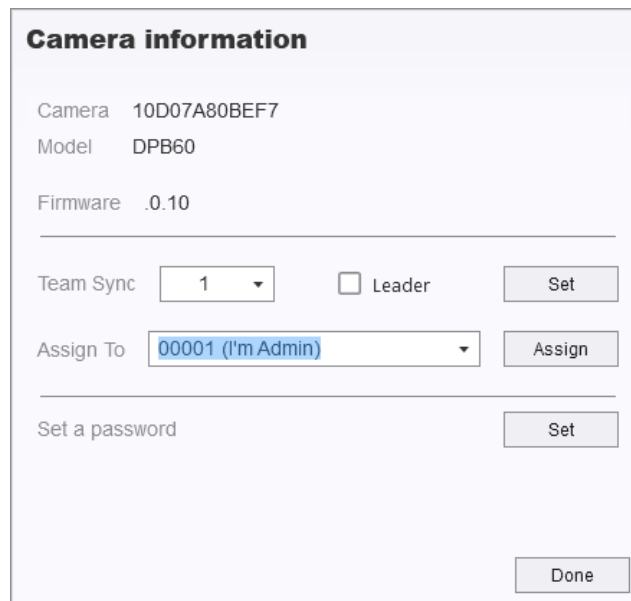 Camera information
Camera 10D07A80BEF7
Model DPB60
Firmware .0.10
Team Sync 1 Leader Set
Assign To 00001 (I'm Admin) Assign
Set a password Set
Done